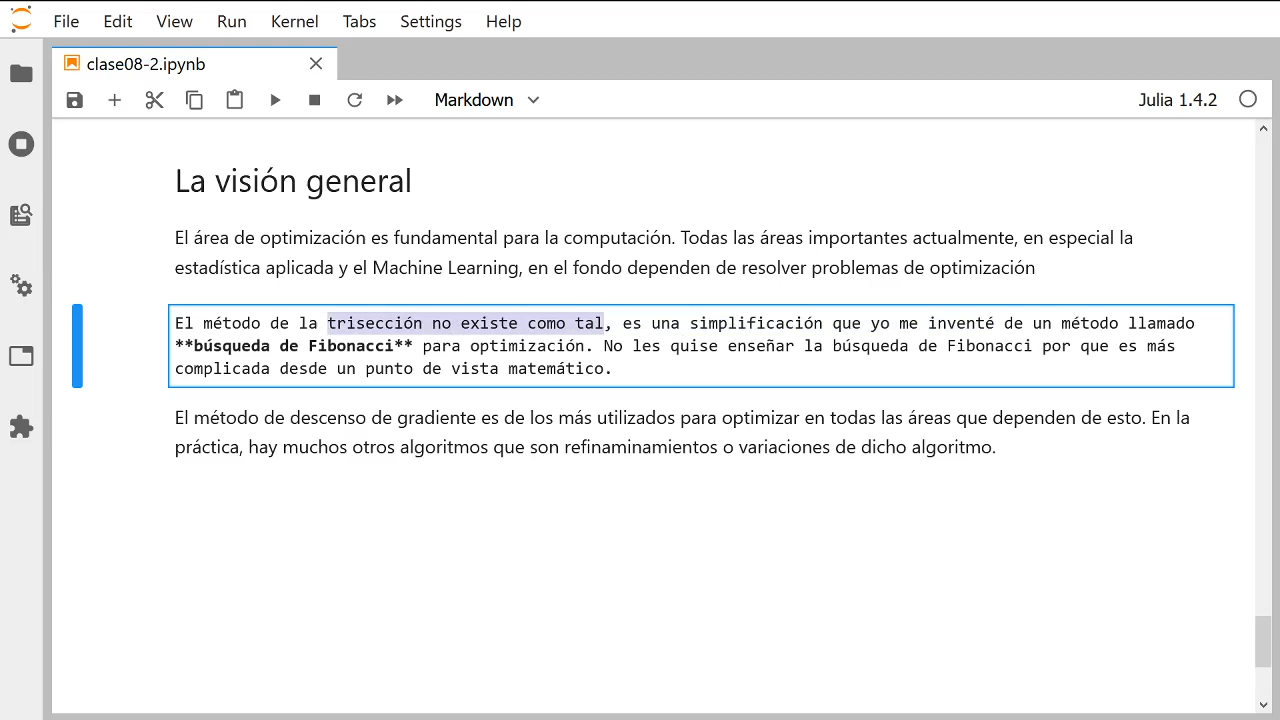 File Edit View Run Kernel Tabs Settings Help
clase08-2.ipynb
Markdown
Julia 1.4.2
La visión general
El área de optimización es fundamental para la computación. Todas las áreas importantes actualmente, en especial la
estadística aplicada y el Machine Learning, en el fondo dependen de resolver problemas de optimización
El método de la trisección no existe como tal, es una simplificación que yo me inventé de un método llamado
**búsqueda de Fibonacci** para optimización. No les quise enseñar la búsqueda de Fibonacci por que es más
complicada desde un punto de vista matemático.
El método de descenso de gradiente es de los más utilizados para optimizar en todas las áreas que dependen de esto. En la
práctica, hay muchos otros algoritmos que son refinaminamientos o variaciones de dicho algoritmo.